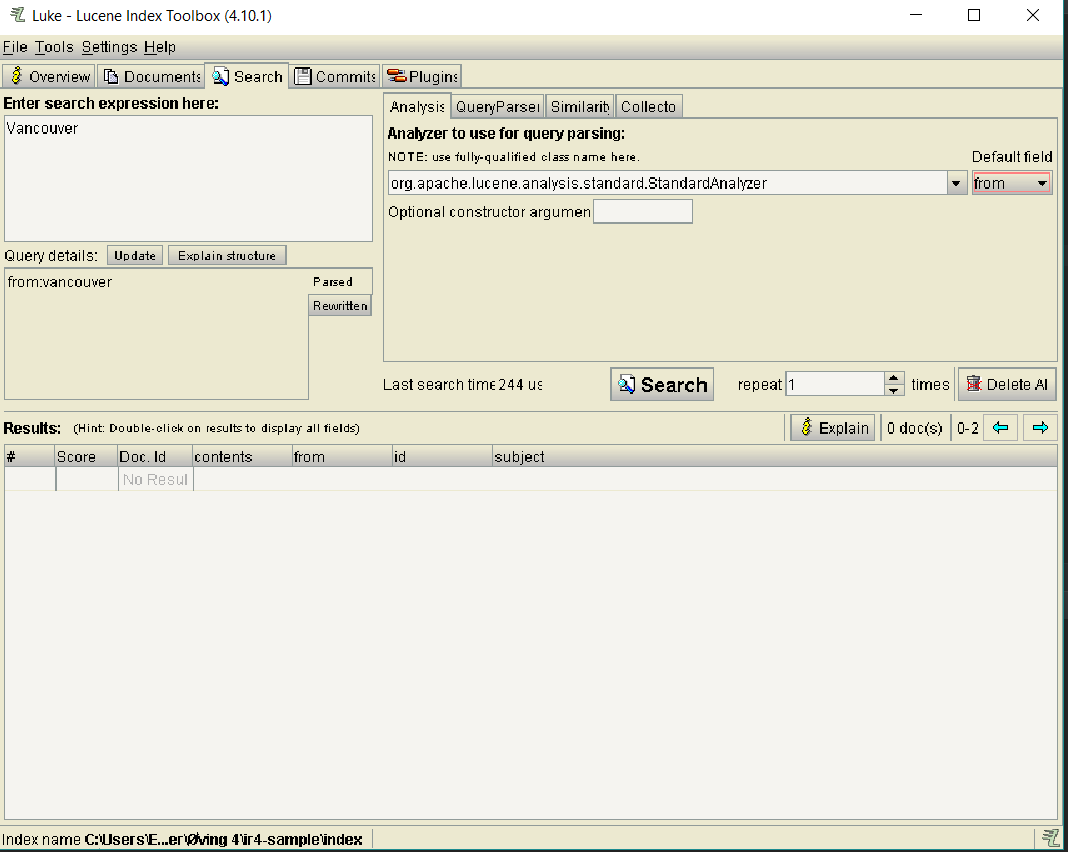 Luke - Lucene Index Toolbox (4.10.1)
File Tools Settings Help
Overview Documents Search Commits Plugins
Enter search expression here:
Vancouver
Analysis QueryParser Similarity Collecto
Analyzer to use for query parsing:
NOTE: use fully-qualified class name here.
Default field
org.apache.lucene.analysis.standard.StandardAnalyzer
from
Optional constructor argumen
Query details: Update Explain structure
from:vancouver
Parsed
Rewritten
Last search time 244 us
Search
repeat 1 times
Delete Al
Results: (Hint: Double-click on results to display all fields)
Explain 0 doc(s) 0-2
# Score Doc. Id contents from id subject
No Resul
Index name C:\Users\E...er\Øving 4\ir4-sample\index